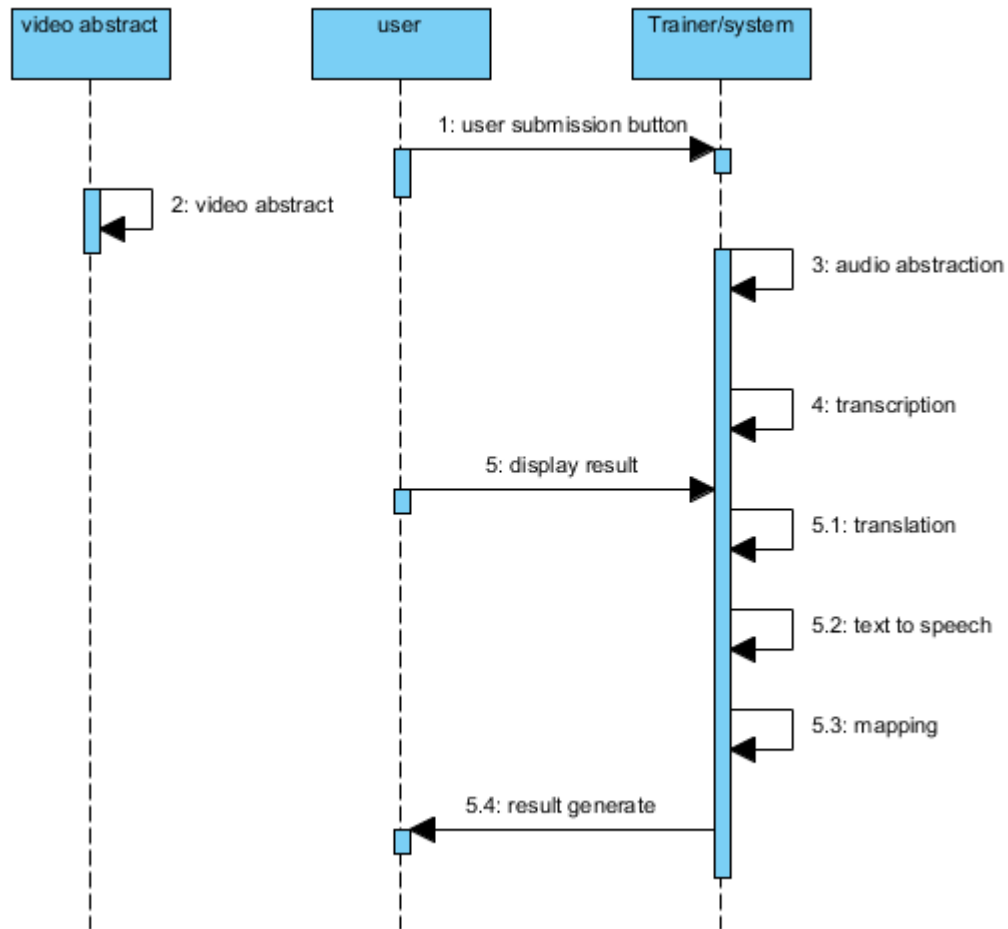 video abstract
user
Trainer/system
1: user submission button
2: video abstract
3: audio abstraction
4: transcription
5: display result
5.1: translation
5.2: text to speech
5.3: mapping
5.4: result generate